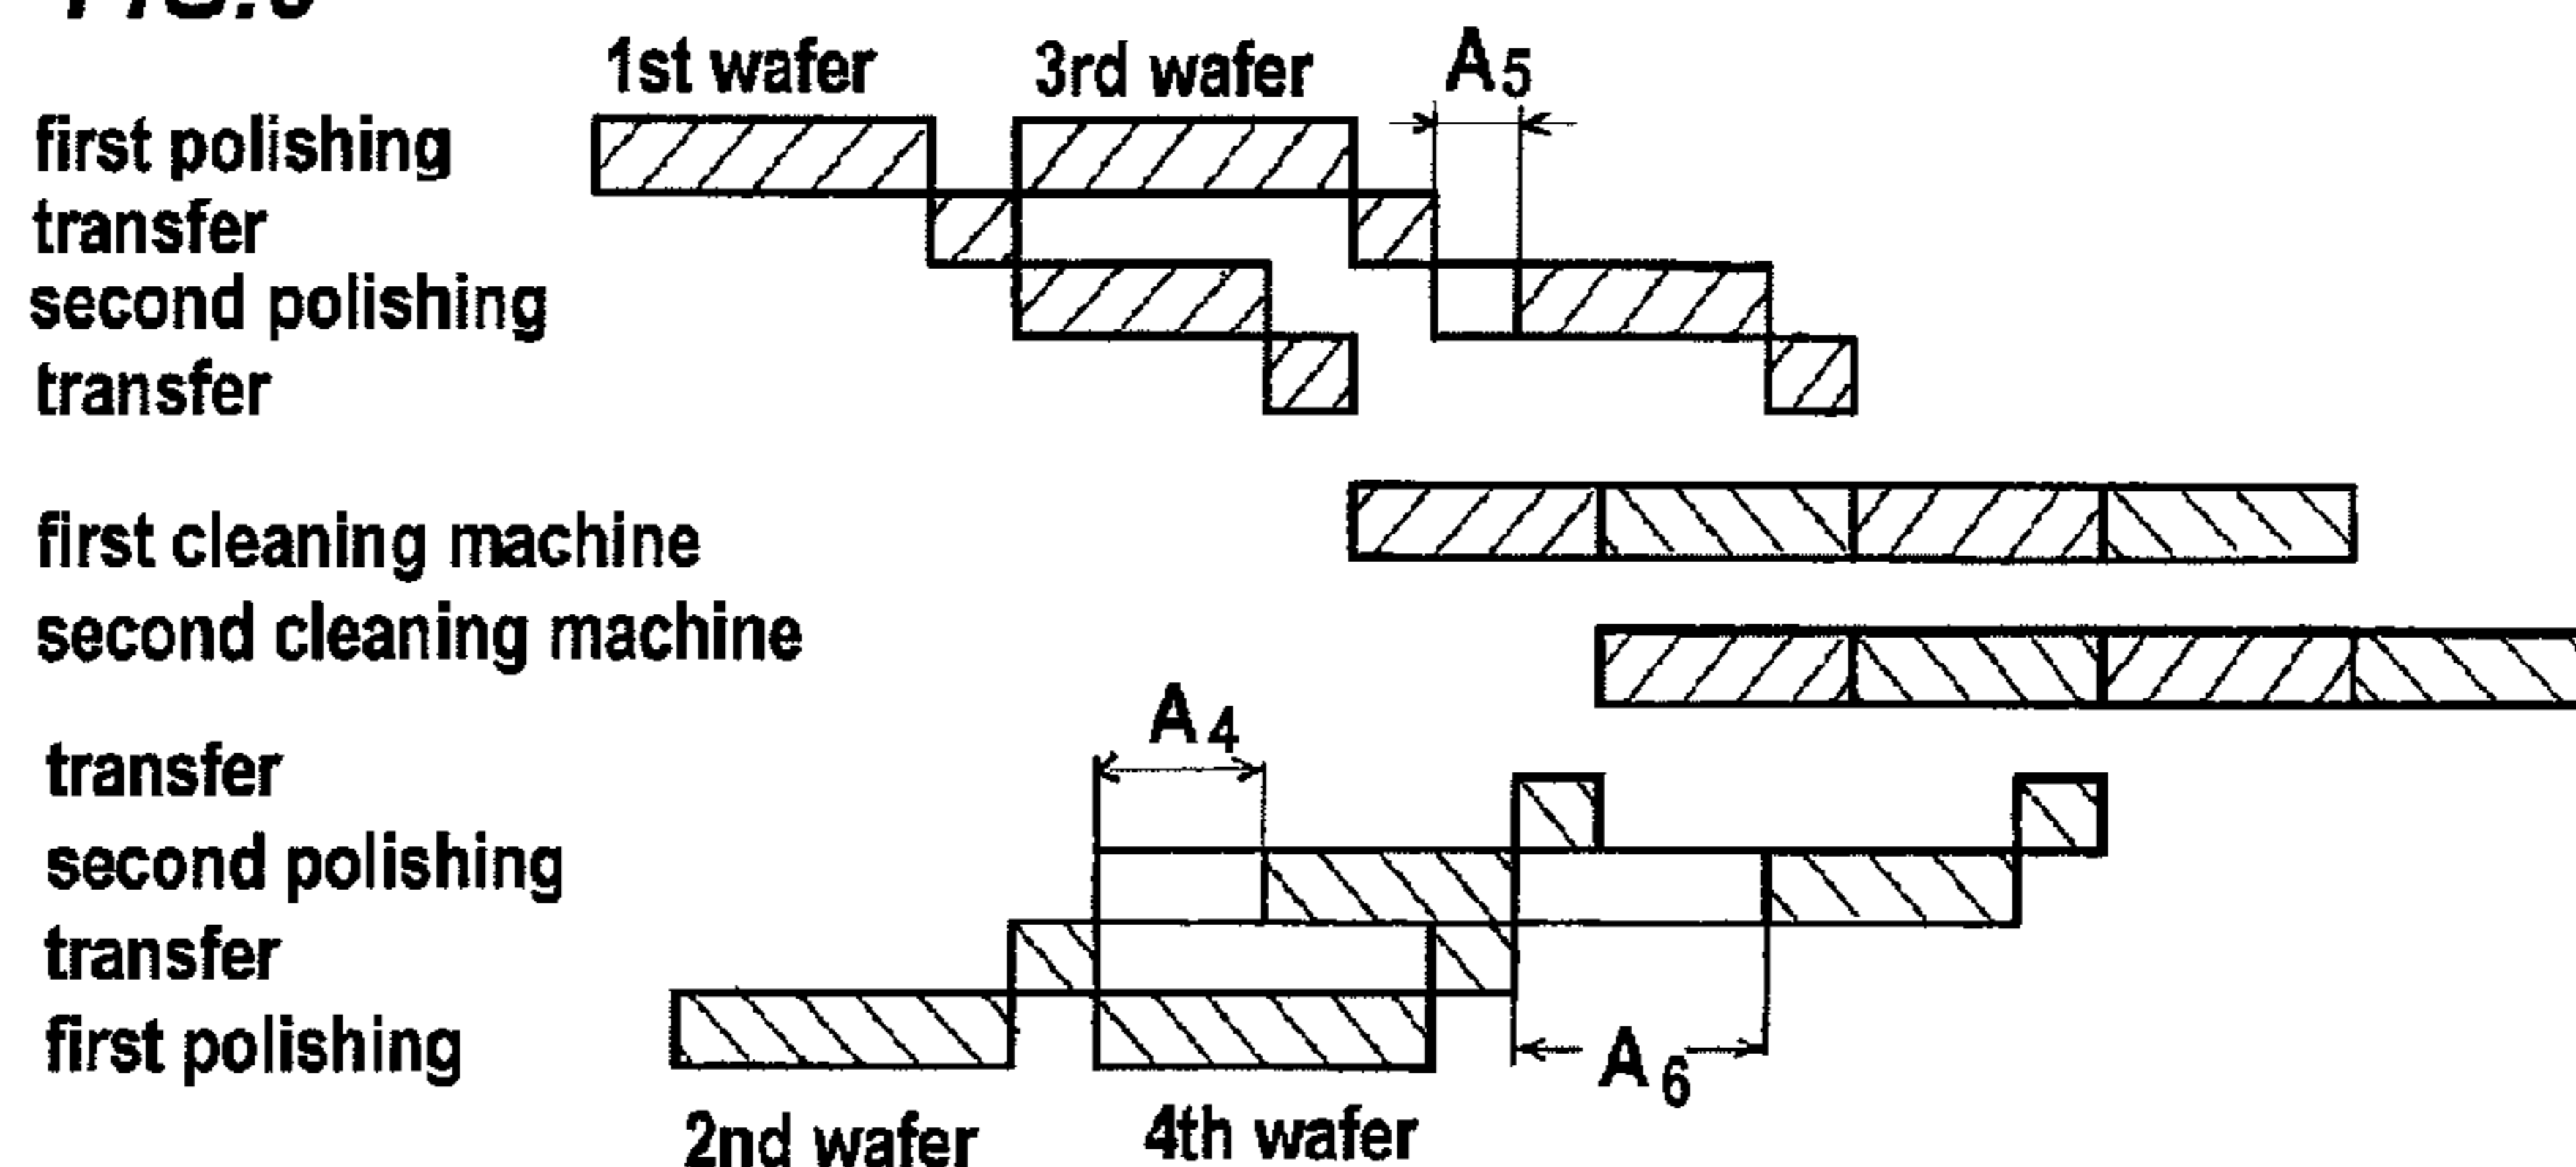 1st wafer 3rd wafer A5
first polishing
transfer
second polishing
transfer
first cleaning machine
second cleaning machine
A4
transfer
second polishing
transfer
first polishing
A6
2nd wafer 4th wafer